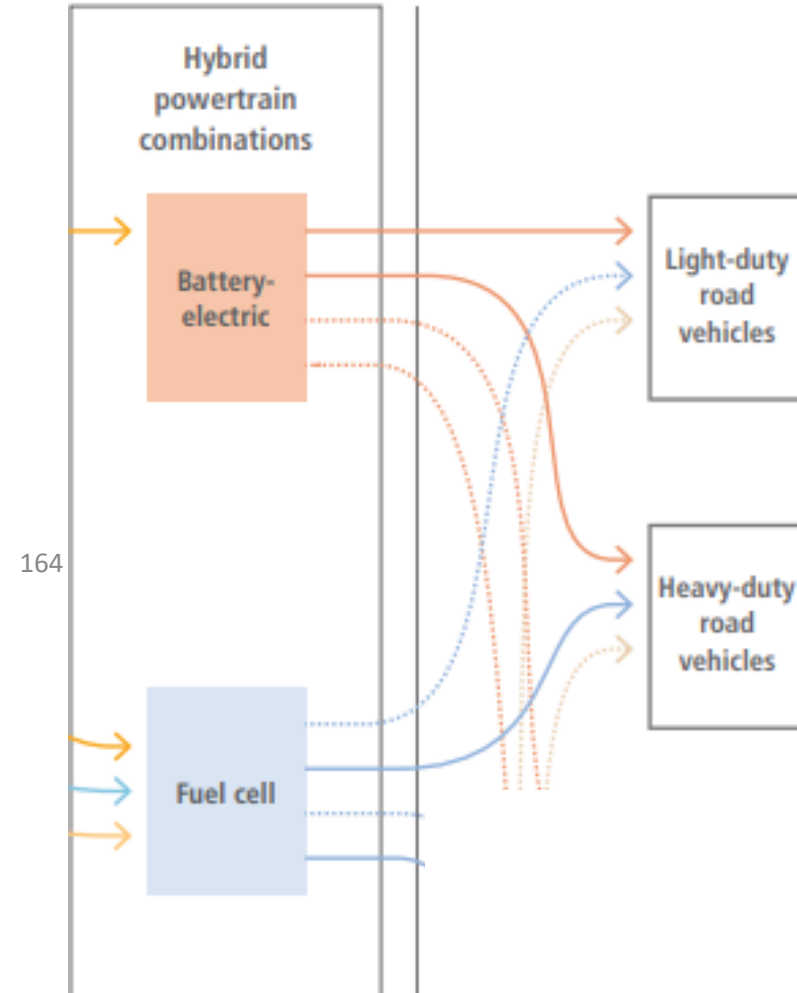 Hybrid
powertrain
combinations
Battery-
electric
Light-duty
road
vehicles
164
Heavy-duty
road
vehicles
Fuel cell